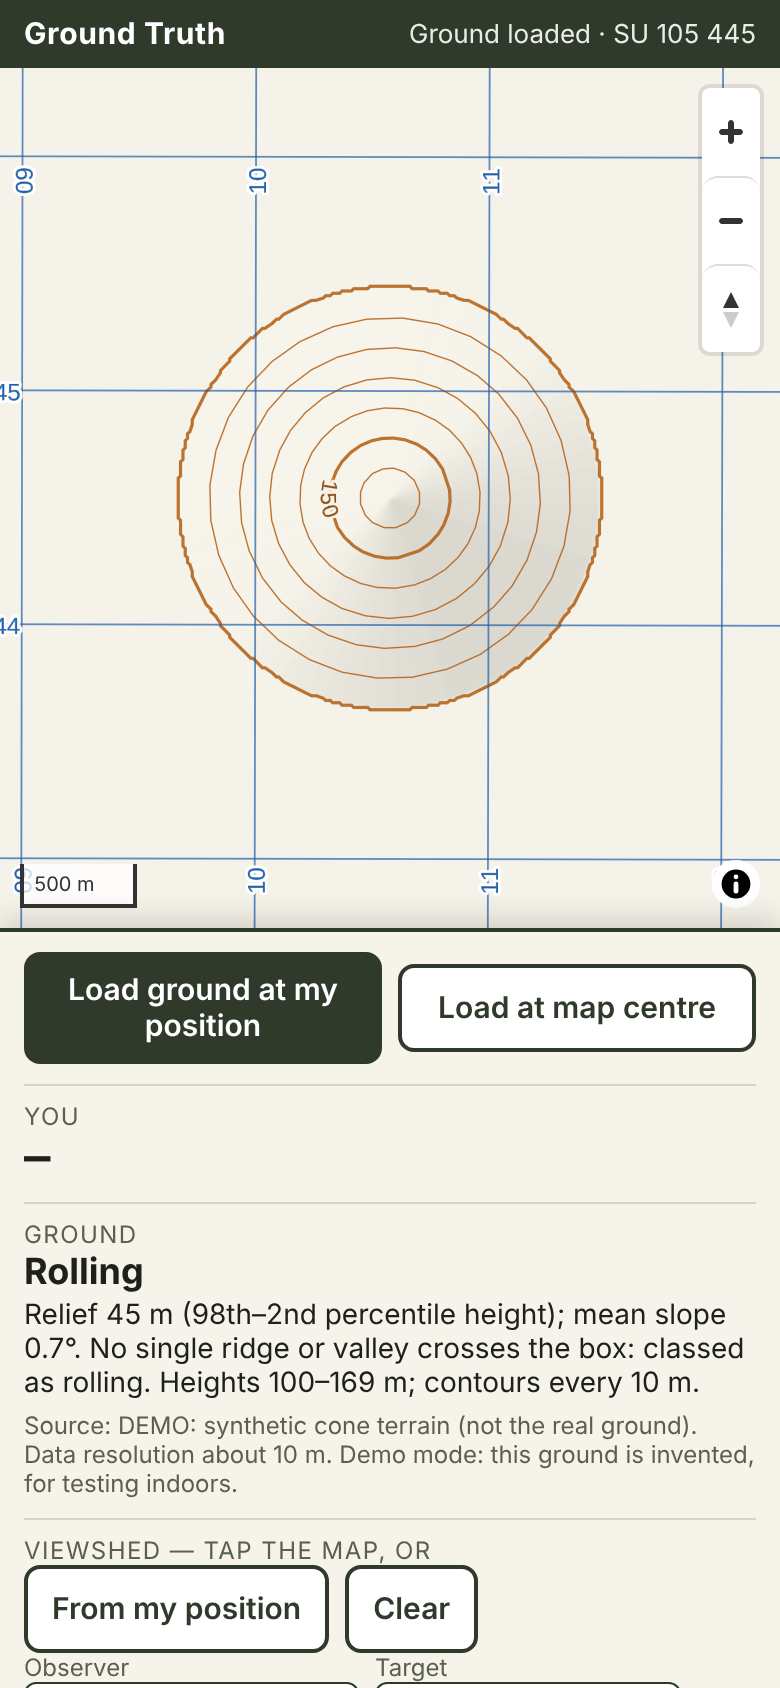 Ground Truth
Ground loaded · SU 105 445
09
10
11
45
150
44
500 m
10
11
Load ground at my
position
Load at map centre
YOU
—
GROUND
Rolling
Relief 45 m (98th–2nd percentile height); mean slope
0.7°. No single ridge or valley crosses the box: classed
as rolling. Heights 100–169 m; contours every 10 m.
Source: DEMO: synthetic cone terrain (not the real ground).
Data resolution about 10 m. Demo mode: this ground is invented,
for testing indoors.
VIEWSHED — TAP THE MAP, OR
From my position
Clear
Observer
Target